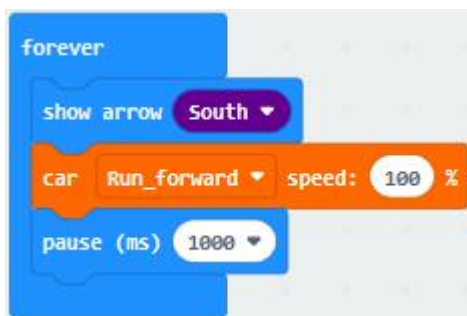 forever
show arrow South
car Run_forward speed: 100 %
pause (ms) 1000